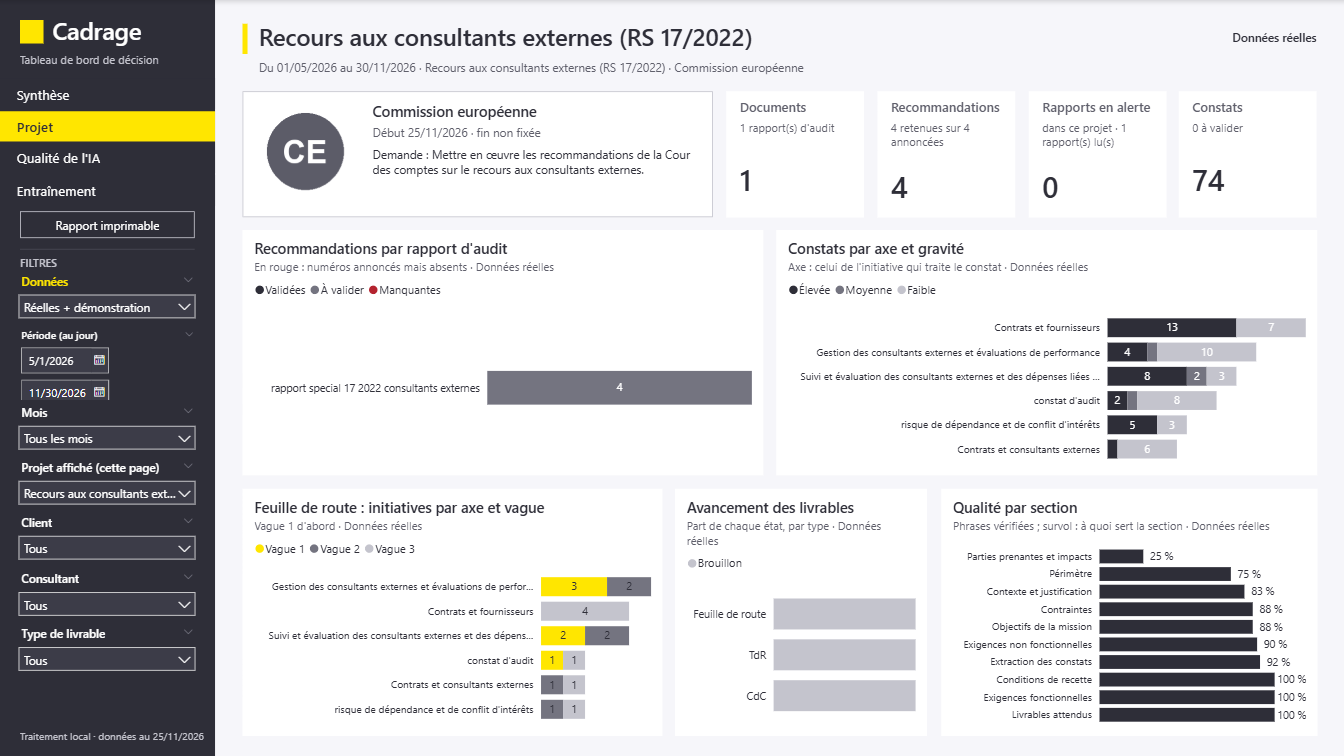 Cadrage
Tableau de bord de décision
Synthèse
Projet
Qualité de l'IA
Entraînement
Rapport imprimable
FILTRES
Données
Réelles + démonstration
Période (au jour)
5/1/2026
11/30/2026
Mois
Tous les mois
Projet affiché (cette page)
Recours aux consultants ext...
Client
Tous
Consultant
Tous
Type de livrable
Tous
Traitement local · données au 25/11/2026
Recours aux consultants externes (RS 17/2022)
Données réelles
Du 01/05/2026 au 30/11/2026 · Recours aux consultants externes (RS 17/2022) · Commission européenne
CE
Commission européenne
Début 25/11/2026 · fin non fixée
Demande : Mettre en œuvre les recommandations de la Cour
des comptes sur le recours aux consultants externes.
Documents
1 rapport(s) d'audit
1
Recommandations
4 retenues sur 4
annoncées
4
Rapports en alerte
dans ce projet · 1
rapport(s) lu(s)
0
Constats
0 à valider
74
Recommandations par rapport d'audit
En rouge : numéros annoncés mais absents · Données réelles
Validées À valider Manquantes
rapport special 17 2022 consultants externes 4
Constats par axe et gravité
Axe : celui de l'initiative qui traite le constat · Données réelles
Élevée Moyenne Faible
Contrats et fournisseurs 13 7
Gestion des consultants externes et évaluations de performance 4 10
Suivi et évaluation des consultants externes et des dépenses liées ... 8 2 3
constat d'audit 2 8
risque de dépendance et de conflit d'intérêts 5 3
Contrats et consultants externes 6
Feuille de route : initiatives par axe et vague
Vague 1 d'abord · Données réelles
Vague 1 Vague 2 Vague 3
Gestion des consultants externes et évaluations de perfor... 3 2
Contrats et fournisseurs 4
Suivi et évaluation des consultants externes et des dépens... 2 2
constat d'audit 1 1
Contrats et consultants externes 1 1
risque de dépendance et de conflit d'intérêts 1 1
Avancement des livrables
Part de chaque état, par type · Données
réelles
Brouillon
Feuille de route
TdR
CdC
Qualité par section
Phrases vérifiées ; survol : à quoi sert la section · Données réelles
Parties prenantes et impacts 25 %
Périmètre 75 %
Contexte et justification 83 %
Contraintes 88 %
Objectifs de la mission 88 %
Exigences non fonctionnelles 90 %
Extraction des constats 92 %
Conditions de recette 100 %
Exigences fonctionnelles 100 %
Livrables attendus 100 %